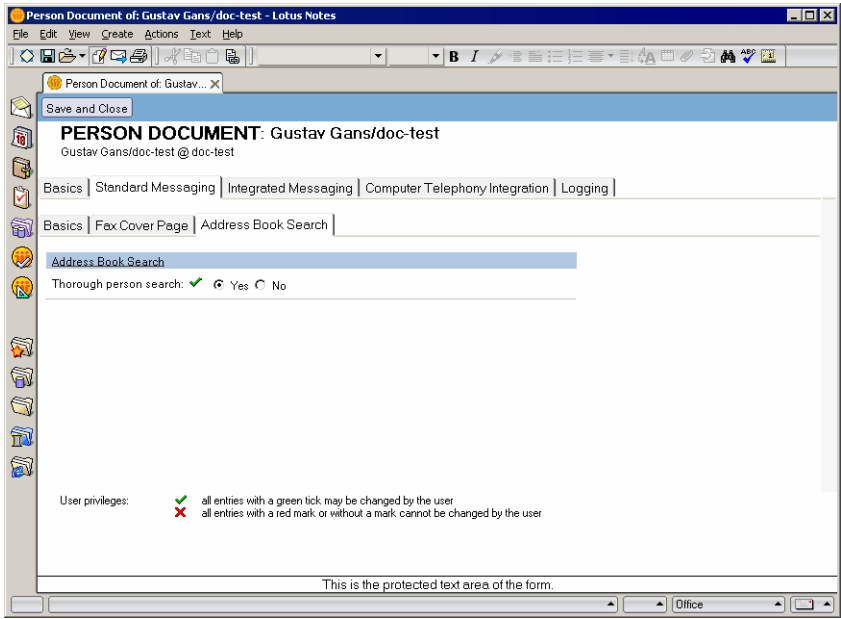 Person Document of: Gustav Gans/doc-test - Lotus Notes
File Edit View Create Actions Text Help
B I
Person Document of: Gustav...
Save and Close
PERSON DOCUMENT: Gustav Gans/doc-test
Gustav Gans/doc-test @ doc-test
Basics Standard Messaging Integrated Messaging Computer Telephony Integration Logging
Basics Fax Cover Page Address Book Search
Address Book Search
Thorough person search: Yes No
User privileges: all entries with a green tick may be changed by the user
all entries with a red mark or without a mark cannot be changed by the user
This is the protected text area of the form.
Office